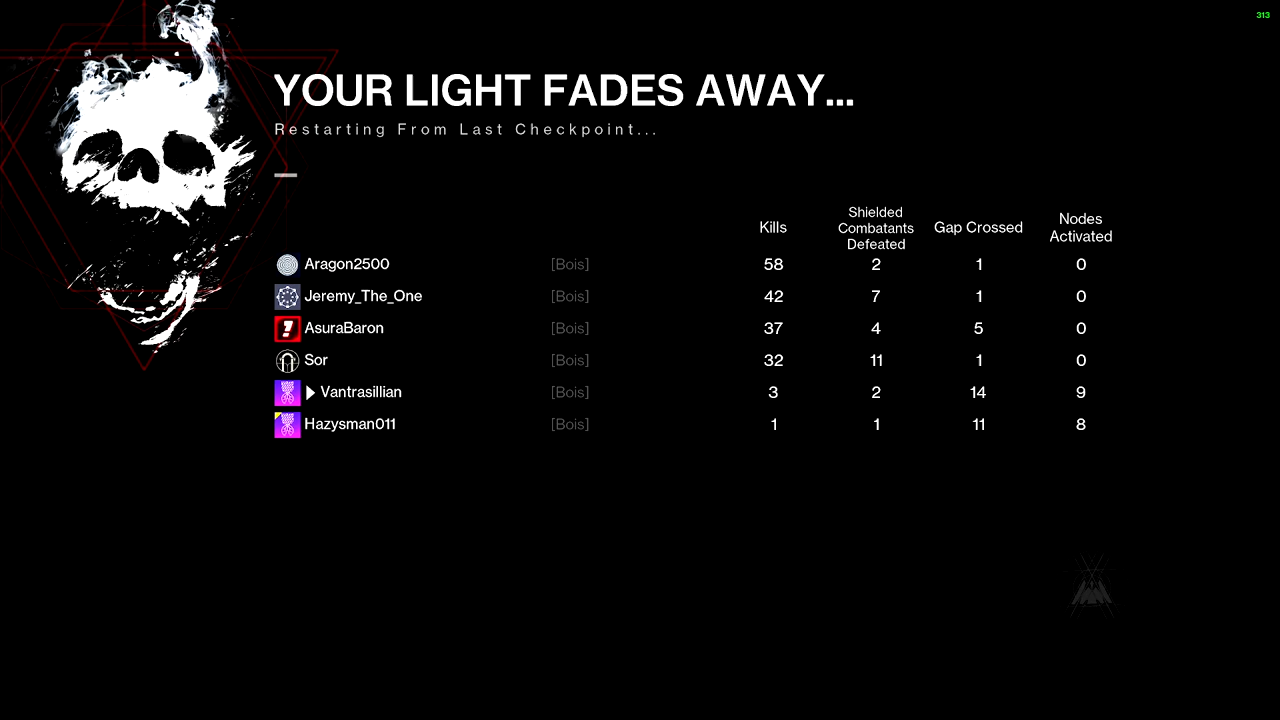 313
YOUR LIGHT FADES AWAY...
Restarting From Last Checkpoint...
Kills Shielded Combatants Defeated Gap Crossed Nodes Activated
Aragon2500 [Bois] 58 2 1 0
Jeremy_The_One [Bois] 42 7 1 0
AsuraBaron [Bois] 37 4 5 0
Sor [Bois] 32 11 1 0
Vantrasillian [Bois] 3 2 14 9
Hazysman011 [Bois] 1 1 11 8